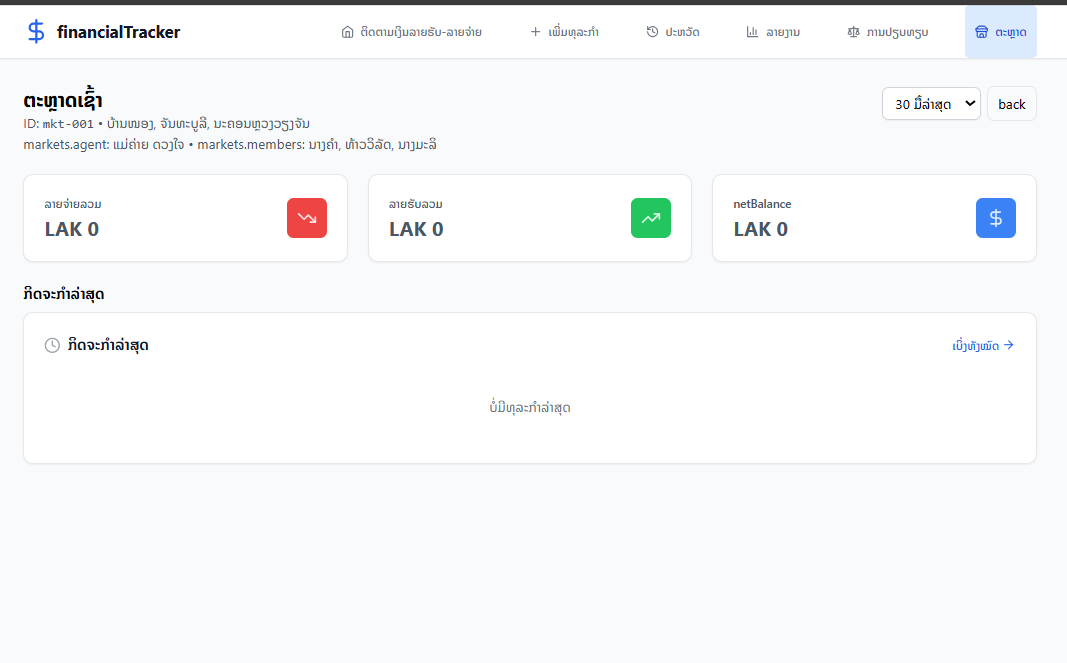 financialTracker
ຕິດຕາມເງິນລາຍຮັບ-ລາຍຈ່າຍ
ເພີ່ມທຸລະກຳ
ປະຫວັດ
ລາຍງານ
ການປຽບທຽບ
ຕະຫຼາດ
ຕະຫຼາດເຊົ້າ
30 ມື້ລ່າສຸດ
back
ID: mkt-001 • ບ້ານໜອງ, ຈັນທະບູລີ, ນະຄອນຫຼວງວຽງຈັນ
markets.agent: ແມ່ຄ່າຍ ດວງໃຈ • markets.members: ນາງຄຳ, ທ້າວວິລັດ, ນາງມະລິ
ລາຍຈ່າຍລວມ
LAK 0
ລາຍຮັບລວມ
LAK 0
netBalance
LAK 0
ກິດຈະກຳລ່າສຸດ
ກິດຈະກຳລ່າສຸດ
ເບິ່ງທັງໝົດ →
ບໍ່ມີທຸລະກຳລ່າສຸດ